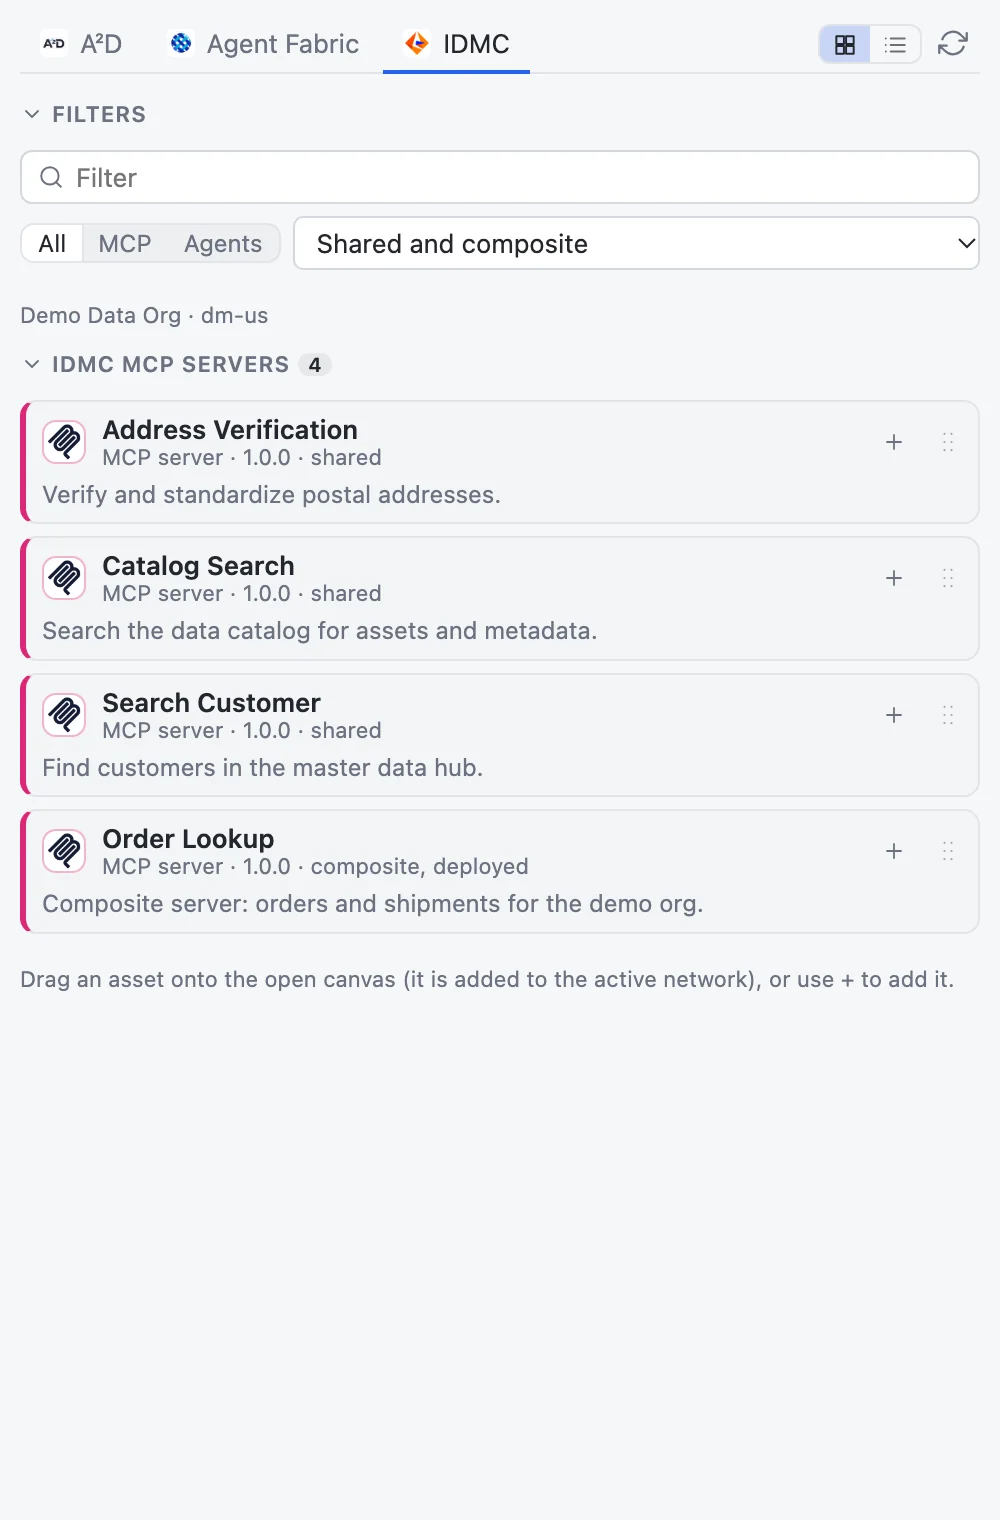 A²D A²D Agent Fabric IDMC
FILTERS
Filter
All MCP Agents Shared and composite
Demo Data Org · dm-us
IDMC MCP SERVERS 4
Address Verification
MCP server · 1.0.0 · shared
Verify and standardize postal addresses.
Catalog Search
MCP server · 1.0.0 · shared
Search the data catalog for assets and metadata.
Search Customer
MCP server · 1.0.0 · shared
Find customers in the master data hub.
Order Lookup
MCP server · 1.0.0 · composite, deployed
Composite server: orders and shipments for the demo org.
Drag an asset onto the open canvas (it is added to the active network), or use + to add it.